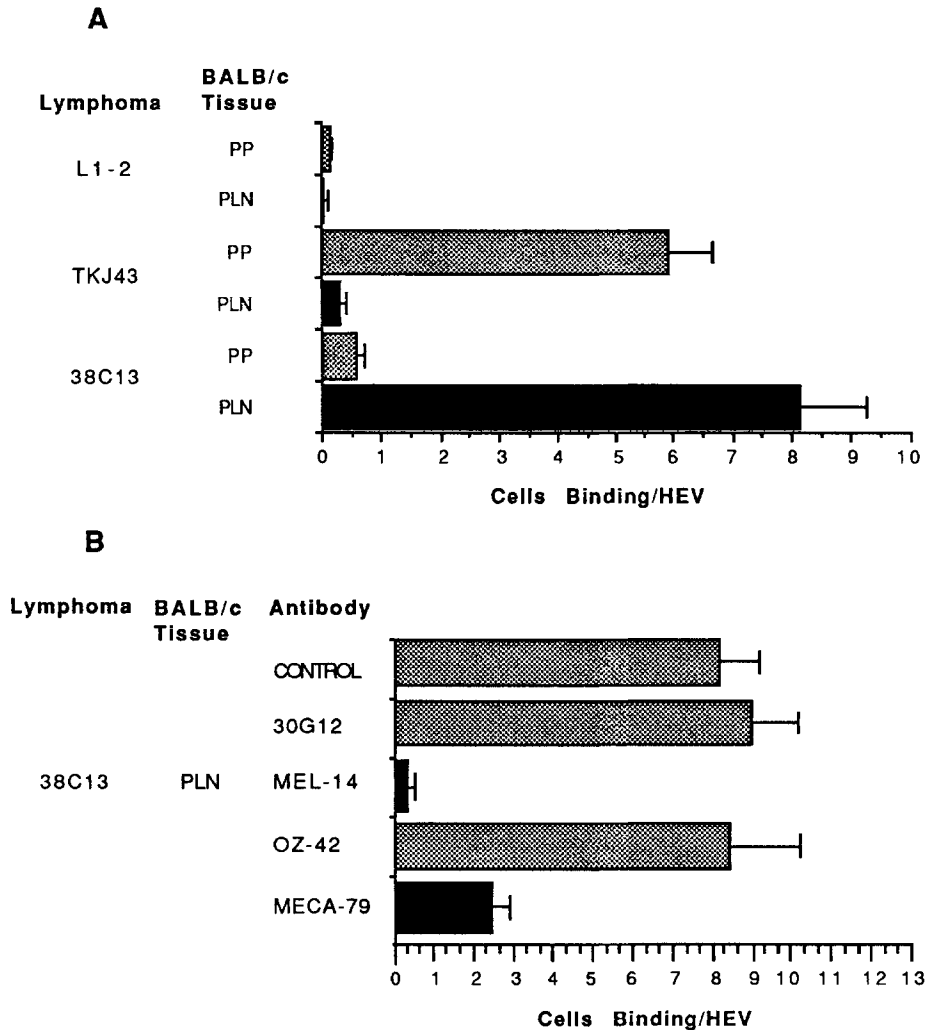 A
Lymphoma
BALB/c
Tissue
L1-2
PP
PLN
TKJ43
PP
PLN
38C13
PP
PLN
0 1 2 3 4 5 6 7 8 9 10
Cells Binding/HEV
B
Lymphoma
BALB/c
Tissue
Antibody
CONTROL
30G12
38C13 PLN MEL-14
OZ-42
MECA-79
0 1 2 3 4 5 6 7 8 9 10 11 12 13
Cells Binding/HEV